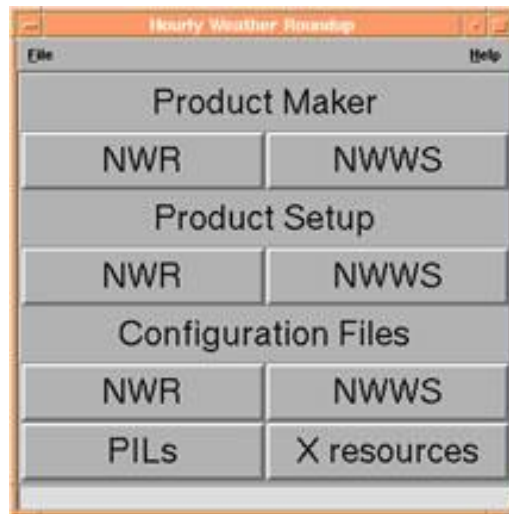 Hourly Weather Roundup
File Help
Product Maker
NWR NWWS
Product Setup
NWR NWWS
Configuration Files
NWR NWWS
PILs X resources